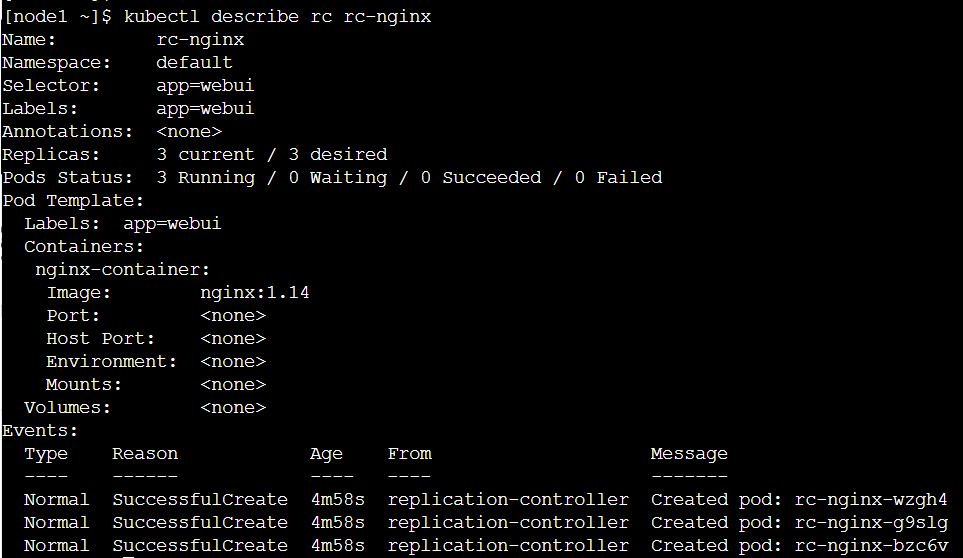 [node1 ~]$ kubectl describe rc rc-nginx
Name:         rc-nginx
Namespace:    default
Selector:     app=webui
Labels:       app=webui
Annotations:  <none>
Replicas:     3 current / 3 desired
Pods Status:  3 Running / 0 Waiting / 0 Succeeded / 0 Failed
Pod Template:
  Labels:  app=webui
  Containers:
   nginx-container:
    Image:        nginx:1.14
    Port:         <none>
    Host Port:    <none>
    Environment:  <none>
    Mounts:       <none>
  Volumes:        <none>
Events:
  Type    Reason            Age    From                    Message
  ----    ------            ----   ----                    -------
  Normal  SuccessfulCreate  4m58s  replication-controller  Created pod: rc-nginx-wzgh4
  Normal  SuccessfulCreate  4m58s  replication-controller  Created pod: rc-nginx-g9slg
  Normal  SuccessfulCreate  4m58s  replication-controller  Created pod: rc-nginx-bzc6v